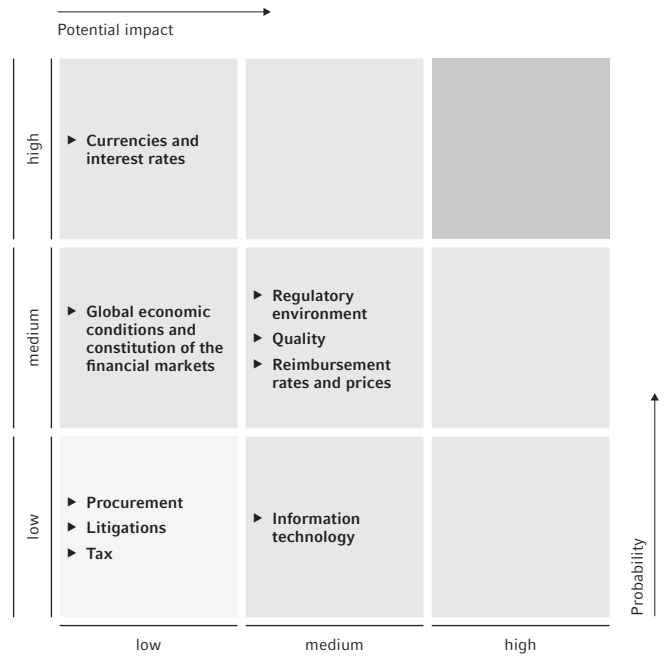 Potential impact
high
► Currencies and
interest rates
medium
► Global economic
conditions and
constitution of the
financial markets
► Regulatory
environment
► Quality
► Reimbursement
rates and prices
low
► Procurement
► Litigations
► Tax
► Information
technology
Probability
low
medium
high